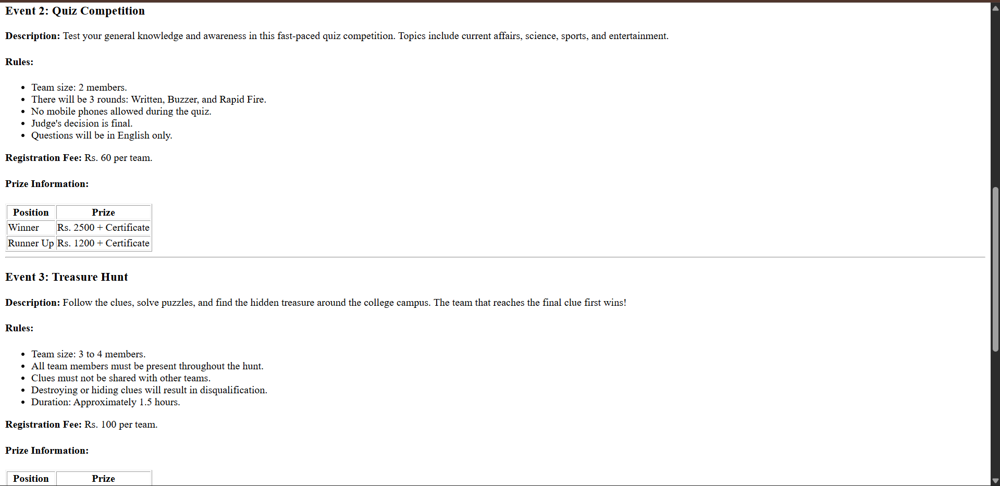 Event 2: Quiz Competition
Description: Test your general knowledge and awareness in this fast-paced quiz competition. Topics include current affairs, science, sports, and entertainment.
Rules:
Team size: 2 members.
There will be 3 rounds: Written, Buzzer, and Rapid Fire.
No mobile phones allowed during the quiz.
Judge's decision is final.
Questions will be in English only.
Registration Fee: Rs. 60 per team.
Prize Information:
Position Prize
Winner Rs. 2500 + Certificate
Runner Up Rs. 1200 + Certificate
Event 3: Treasure Hunt
Description: Follow the clues, solve puzzles, and find the hidden treasure around the college campus. The team that reaches the final clue first wins!
Rules:
Team size: 3 to 4 members.
All team members must be present throughout the hunt.
Clues must not be shared with other teams.
Destroying or hiding clues will result in disqualification.
Duration: Approximately 1.5 hours.
Registration Fee: Rs. 100 per team.
Prize Information:
Position Prize